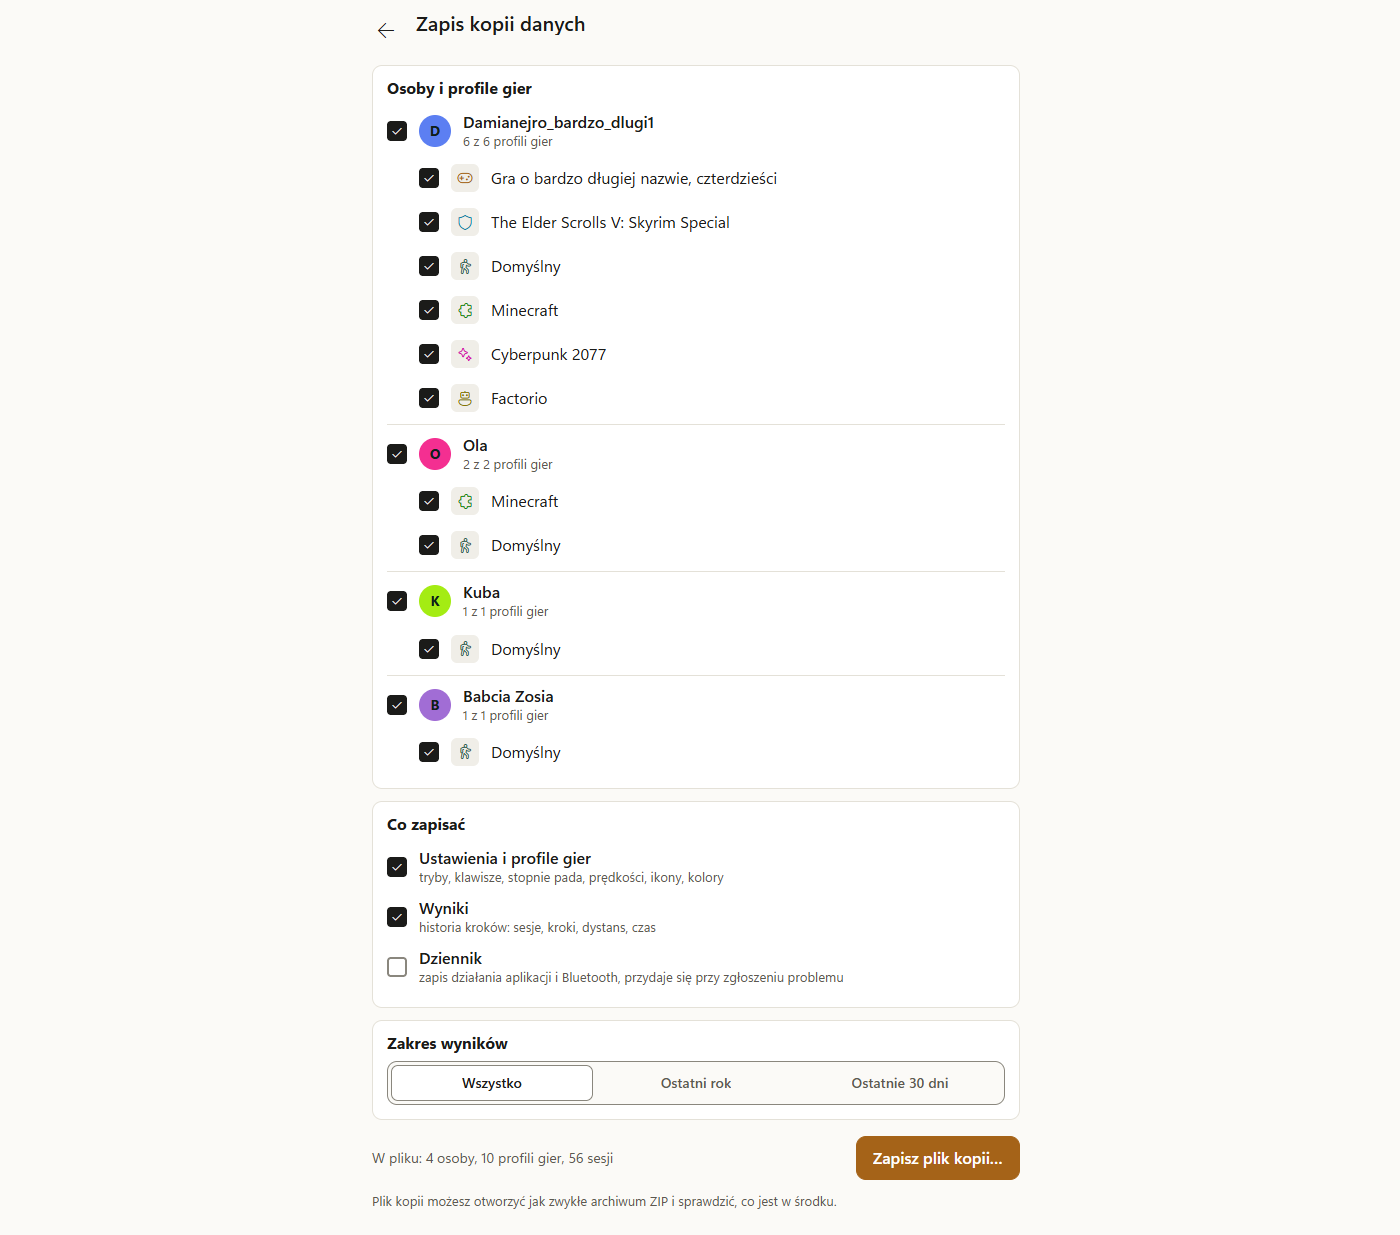 Zapis kopii danych
Osoby i profile gier
D
Damianejro_bardzo_dlugi1
6 z 6 profili gier
Gra o bardzo długiej nazwie, czterdzieści
The Elder Scrolls V: Skyrim Special
Domyślny
Minecraft
Cyberpunk 2077
Factorio
O
Ola
2 z 2 profili gier
Minecraft
Domyślny
K
Kuba
1 z 1 profili gier
Domyślny
B
Babcia Zosia
1 z 1 profili gier
Domyślny
Co zapisać
Ustawienia i profile gier
tryby, klawisze, stopnie pada, prędkości, ikony, kolory
Wyniki
historia kroków: sesje, kroki, dystans, czas
Dziennik
zapis działania aplikacji i Bluetooth, przydaje się przy zgłoszeniu problemu
Zakres wyników
Wszystko
Ostatni rok
Ostatnie 30 dni
W pliku: 4 osoby, 10 profili gier, 56 sesji
Zapisz plik kopii...
Plik kopii możesz otworzyć jak zwykłe archiwum ZIP i sprawdzić, co jest w środku.